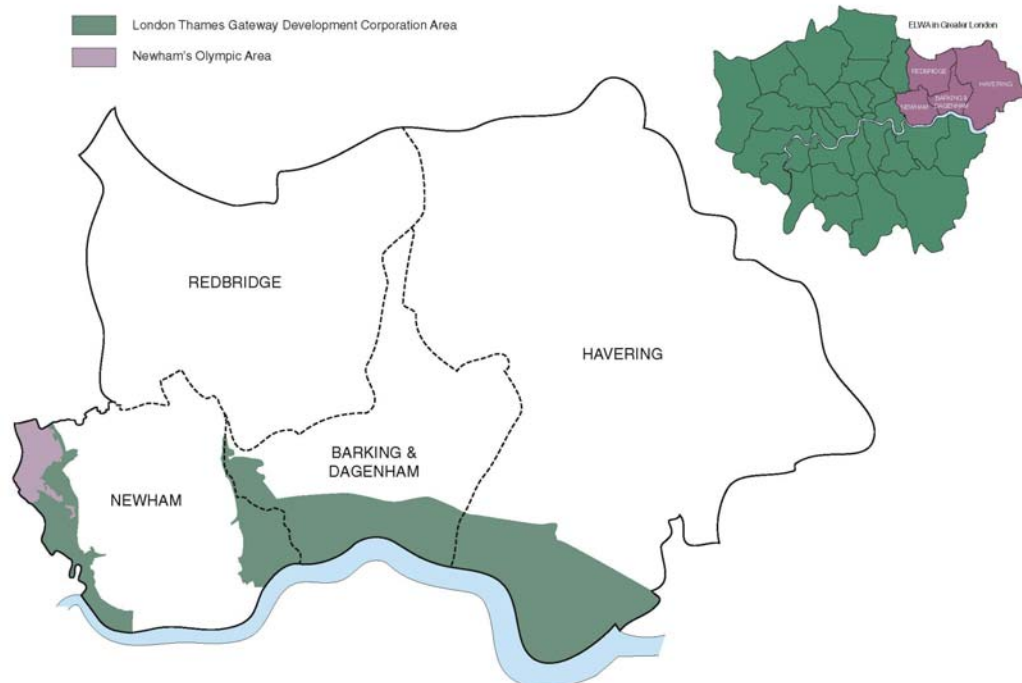 London Thames Gateway Development Corporation Area
Newham's Olympic Area
ELWA in Greater London
REDBRIDGE
HAVERING
NEWHAM
BARKING &
DAGENHAM
REDBRIDGE
HAVERING
BARKING &
DAGENHAM
NEWHAM